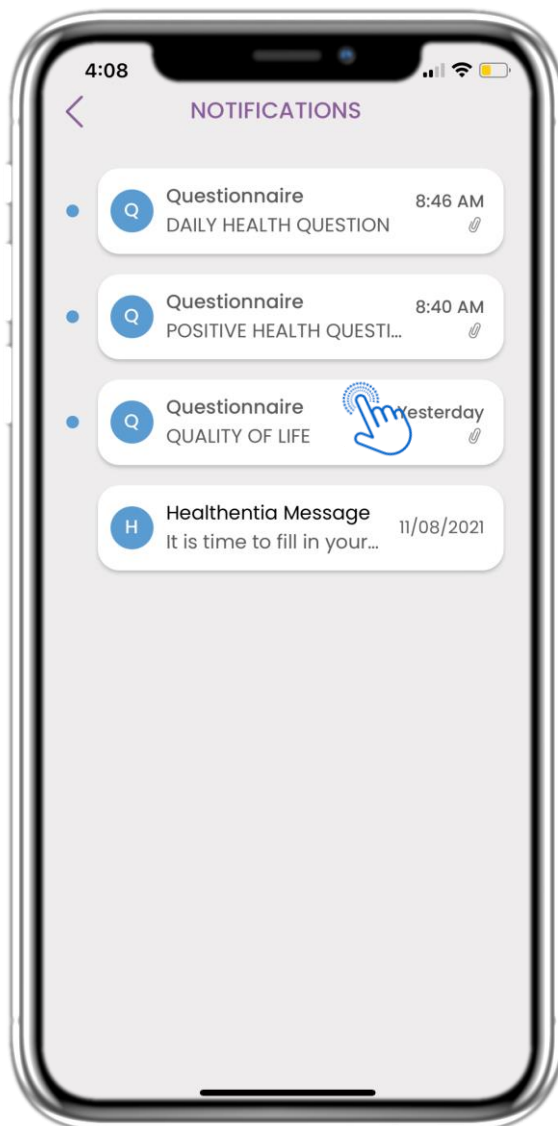 4:08
NOTIFICATIONS
Q
Questionnaire
8:46 AM
DAILY HEALTH QUESTION
Q
Questionnaire
8:40 AM
POSITIVE HEALTH QUESTI...
Q
Questionnaire
Yesterday
QUALITY OF LIFE
H
Healthentia Message
11/08/2021
It is time to fill in your...